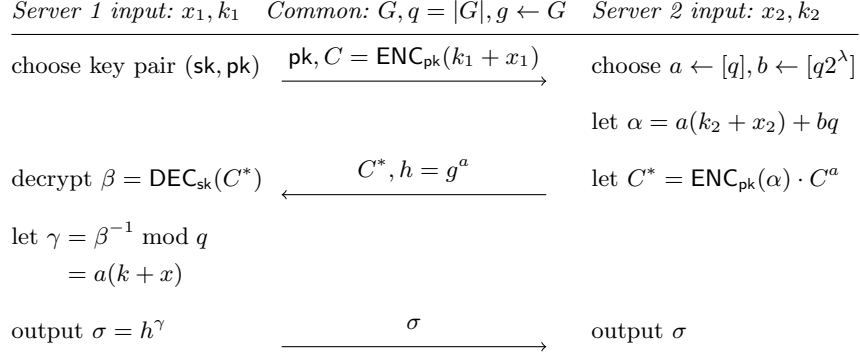 Server 1 input: x₁, k₁   Common: G, q = |G|, g ← G   Server 2 input: x₂, k₂
choose key pair (sk, pk)   pk, C = ENC_pk(k₁ + x₁)   choose a ← [q], b ← [q2^λ]
let α = a(k₂ + x₂) + bq
decrypt β = DEC_sk(C*)   C*, h = g^a   let C* = ENC_pk(α) · C^a
let γ = β⁻¹ mod q
= a(k + x)
output σ = h^γ   σ   output σ